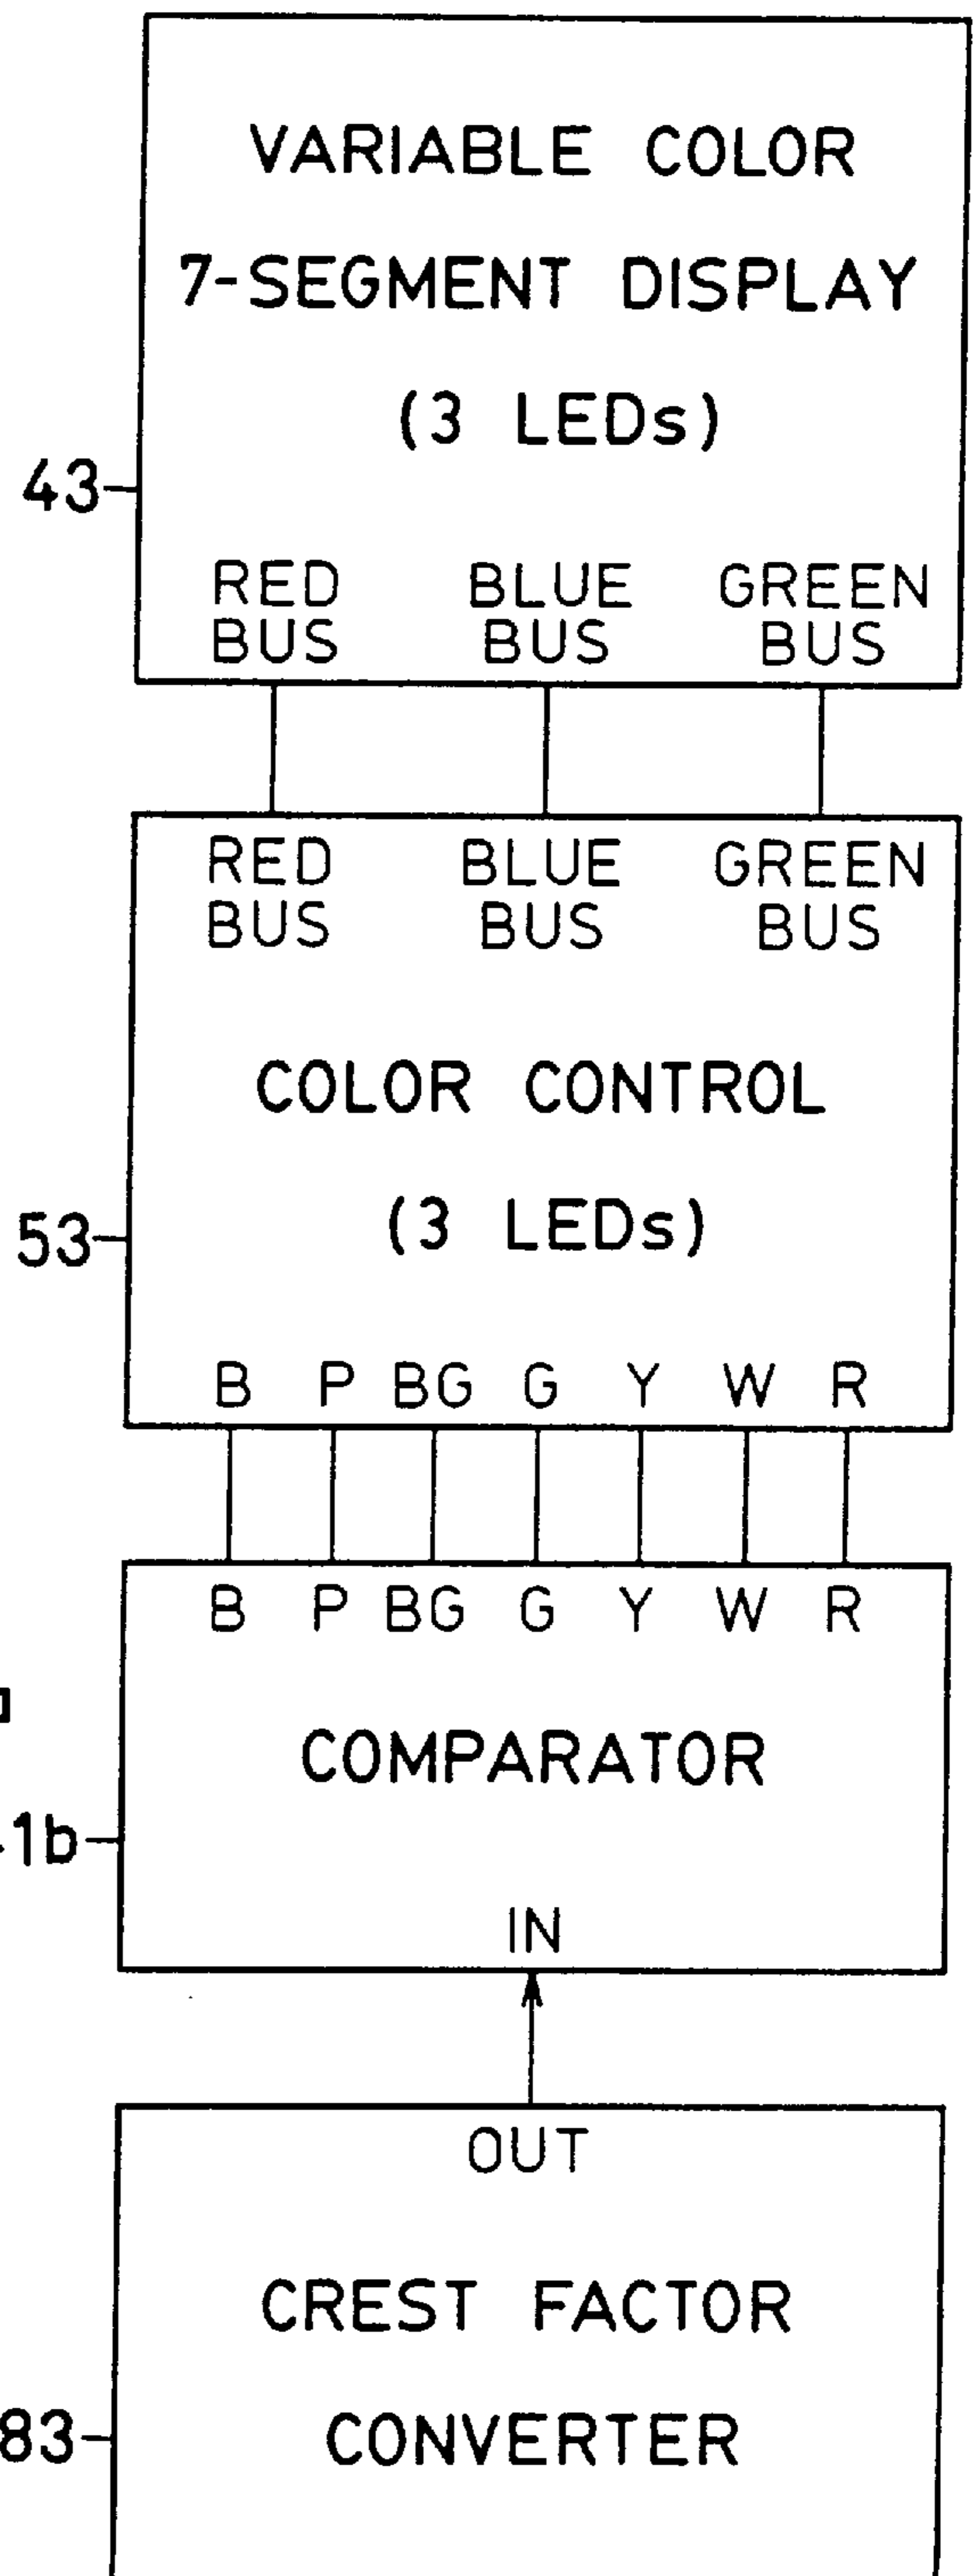 VARIABLE COLOR
7-SEGMENT DISPLAY
(3 LEDs)
43
RED BLUE GREEN
BUS BUS BUS
RED BLUE GREEN
BUS BUS BUS
COLOR CONTROL
(3 LEDs)
53
B P BG G Y W R
B P BG G Y W R
COMPARATOR
1b
IN
OUT
CREST FACTOR
83
CONVERTER